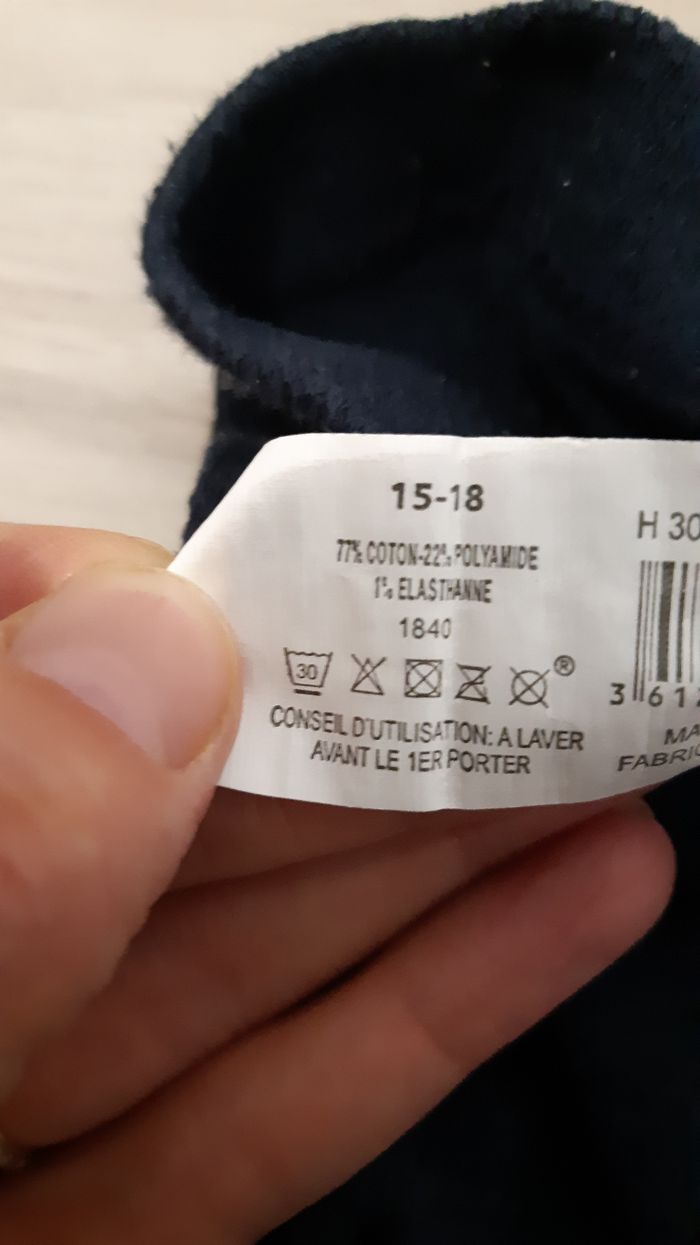 15-18
77% COTON-22% POLYAMIDE
1% ELASTHANNE
1840
30
®
CONSEIL D'UTILISATION: A LAVER
AVANT LE 1ER PORTER
H 30
3 61
MA
FABRI